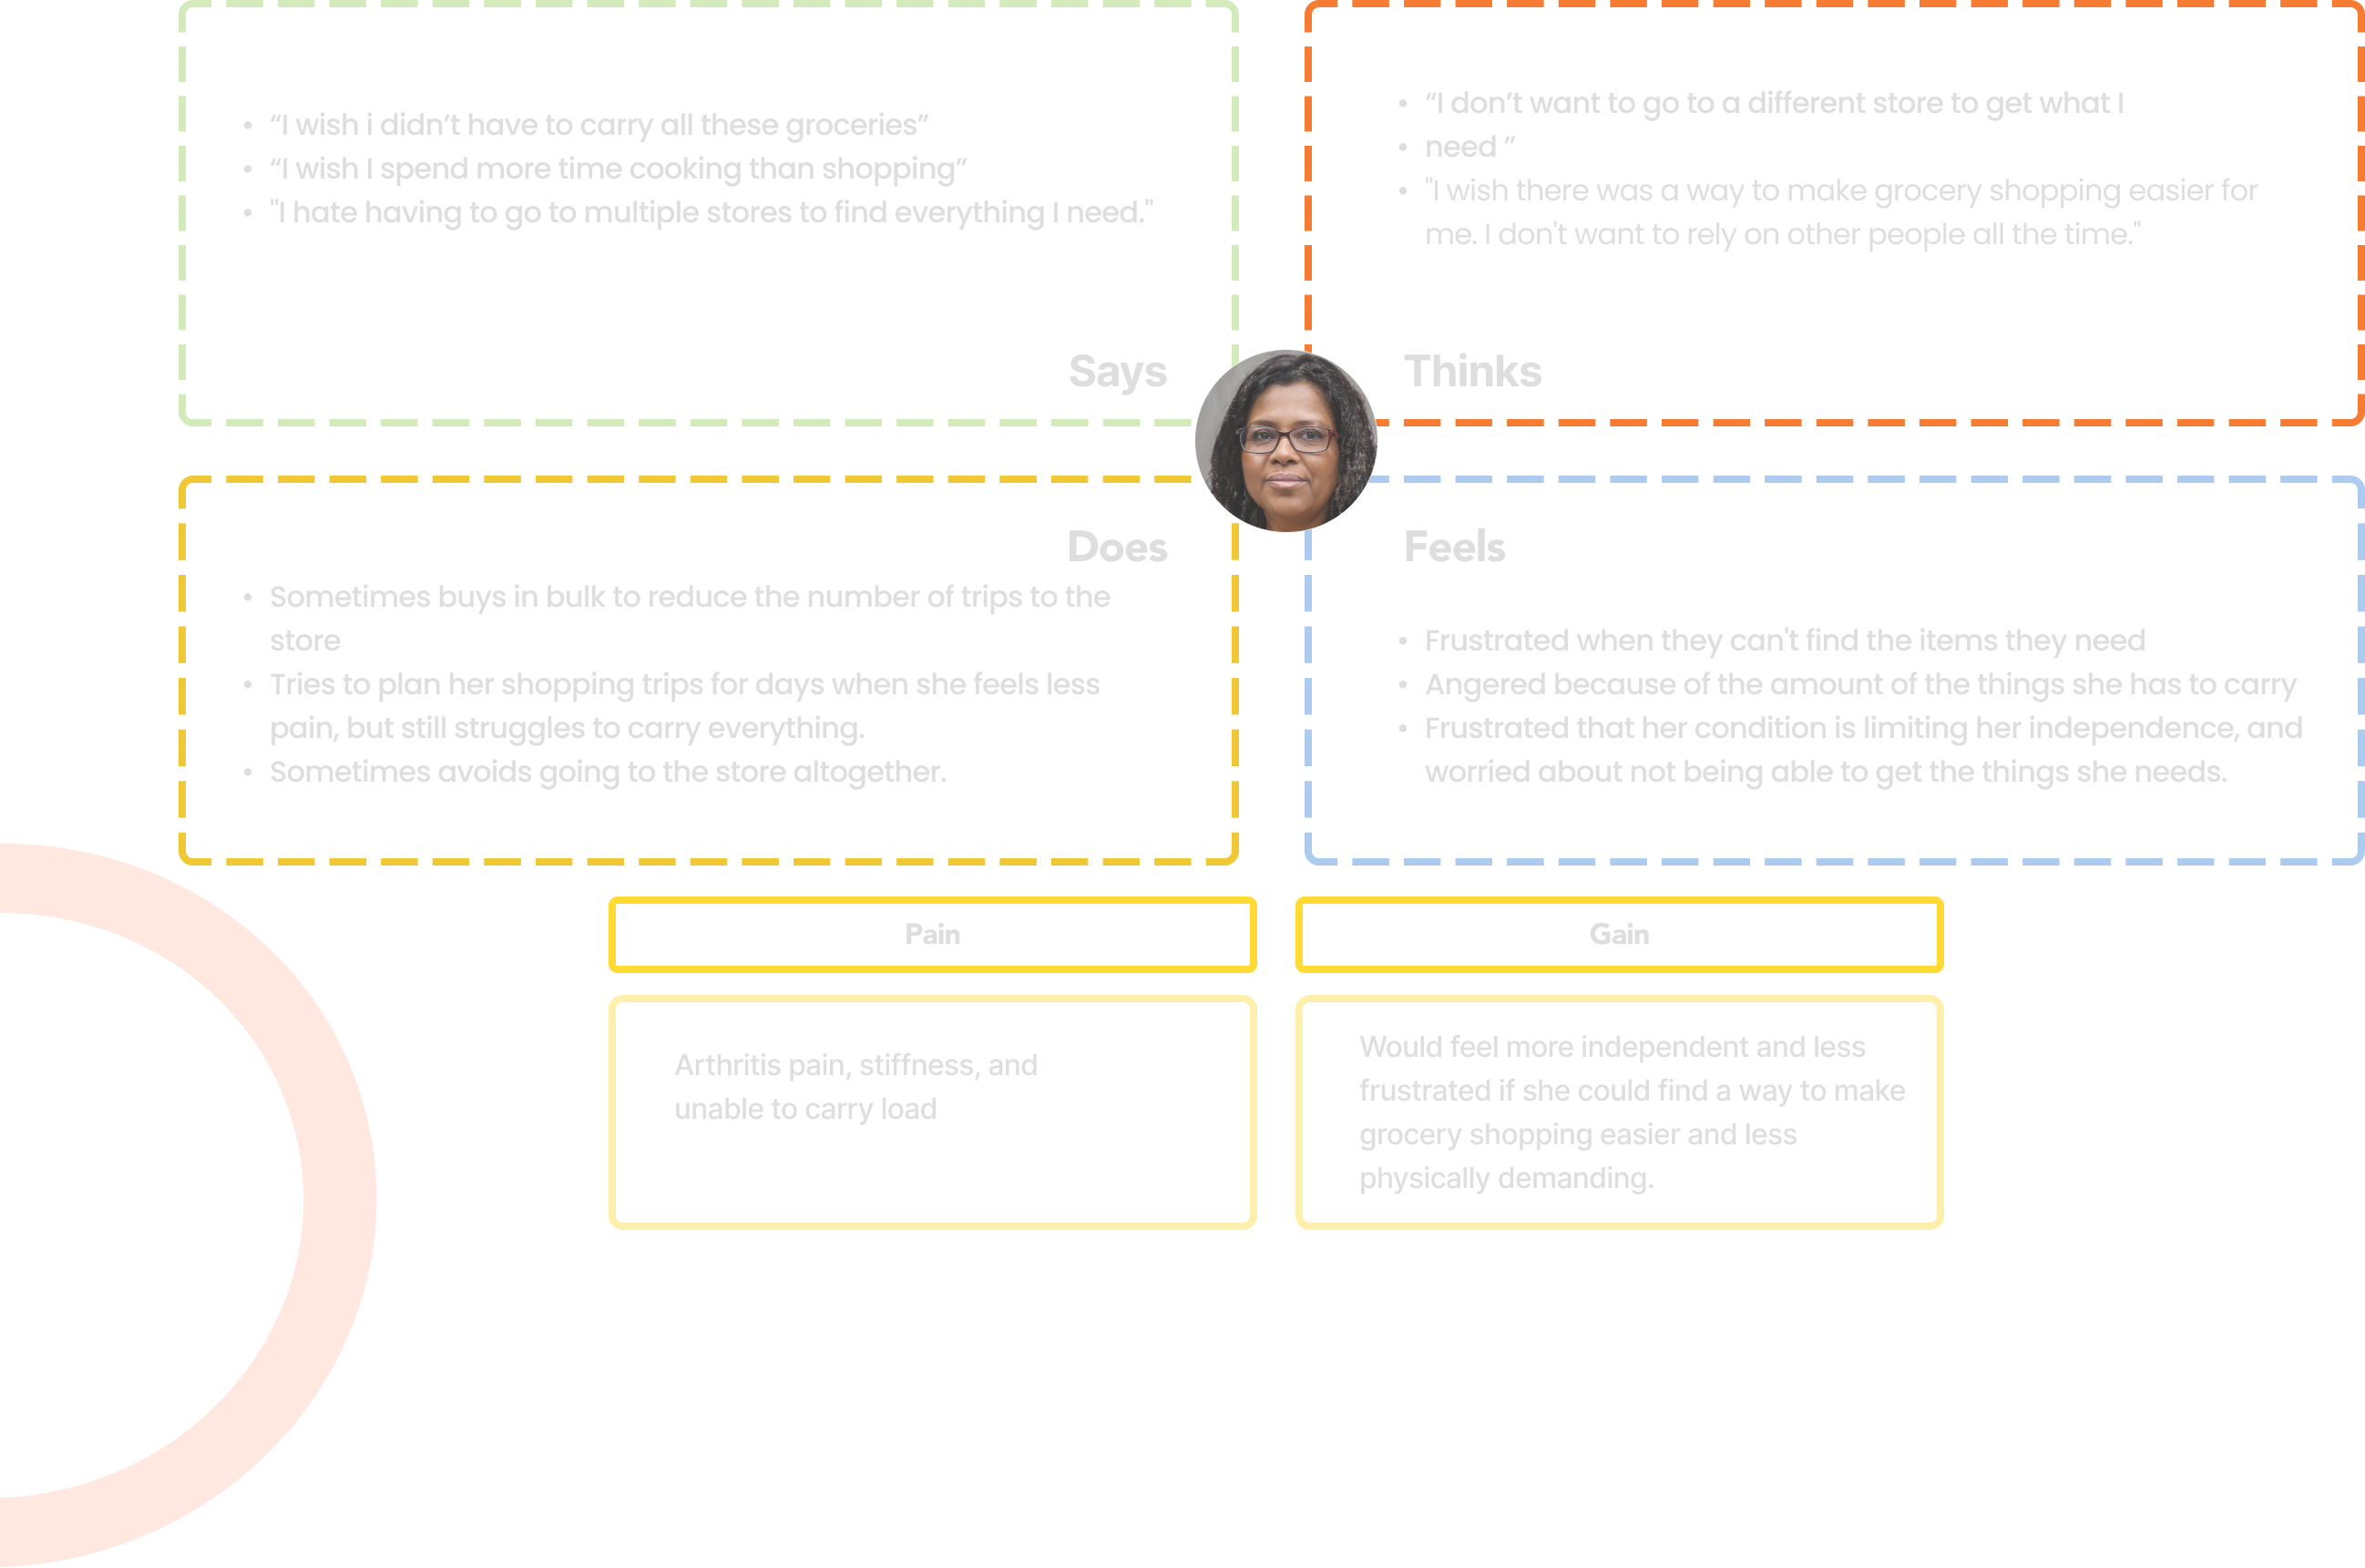 • “I wish i didn’t have to carry all these groceries”
• “I wish I spend more time cooking than shopping”
• "I hate having to go to multiple stores to find everything I need."
Says
• “I don’t want to go to a different store to get what I
• need ”
• "I wish there was a way to make grocery shopping easier for
me. I don't want to rely on other people all the time."
Thinks
Does
• Sometimes buys in bulk to reduce the number of trips to the
store
• Tries to plan her shopping trips for days when she feels less
pain, but still struggles to carry everything.
• Sometimes avoids going to the store altogether.
Feels
• Frustrated when they can't find the items they need
• Angered because of the amount of the things she has to carry
• Frustrated that her condition is limiting her independence, and
worried about not being able to get the things she needs.
Pain
Arthritis pain, stiffness, and
unable to carry load
Gain
Would feel more independent and less
frustrated if she could find a way to make
grocery shopping easier and less
physically demanding.